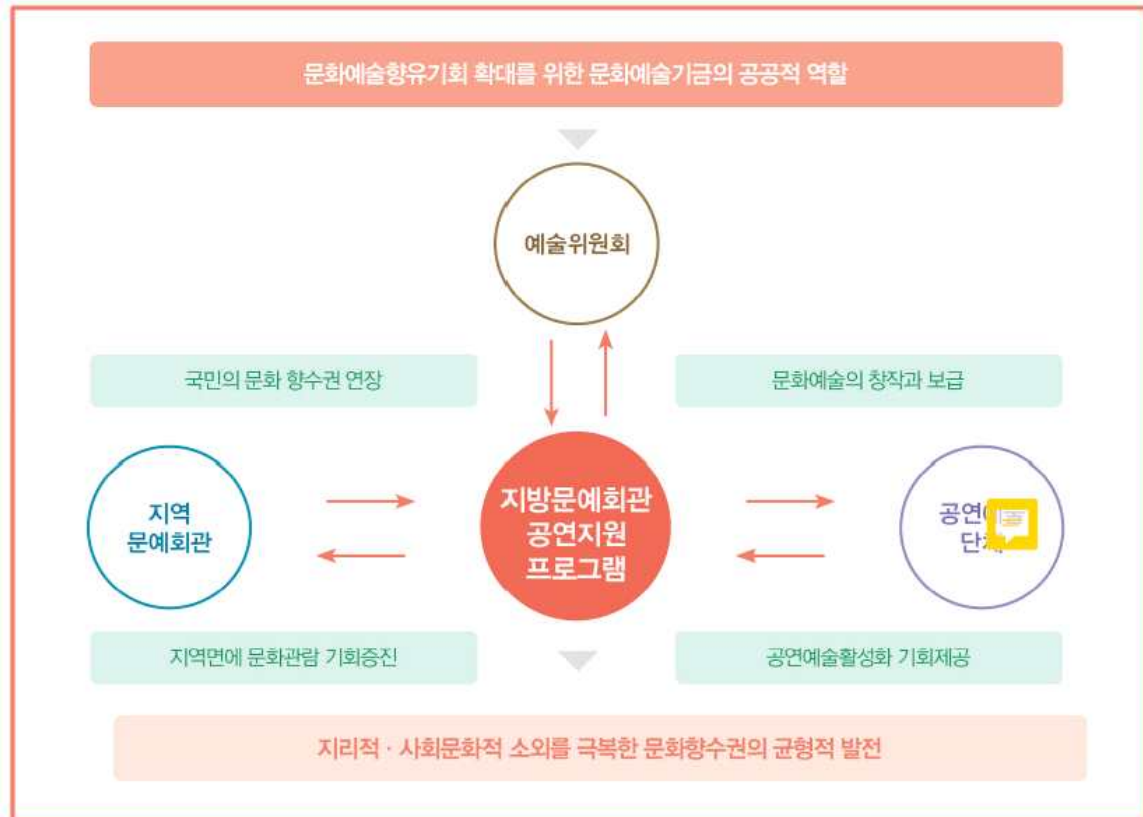 문화예술향유기회 확대를 위한 문화예술기금의 공공적 역할
예술위원회
국민의 문화 향수권 연장
문화예술의 창작과 보급
지역
문예회관
지방문예회관
공연지원
프로그램
공연
단체
지역면에 문화관람 기회증진
공연예술활성화 기회제공
지리적 · 사회문화적 소외를 극복한 문화향수권의 균형적 발전